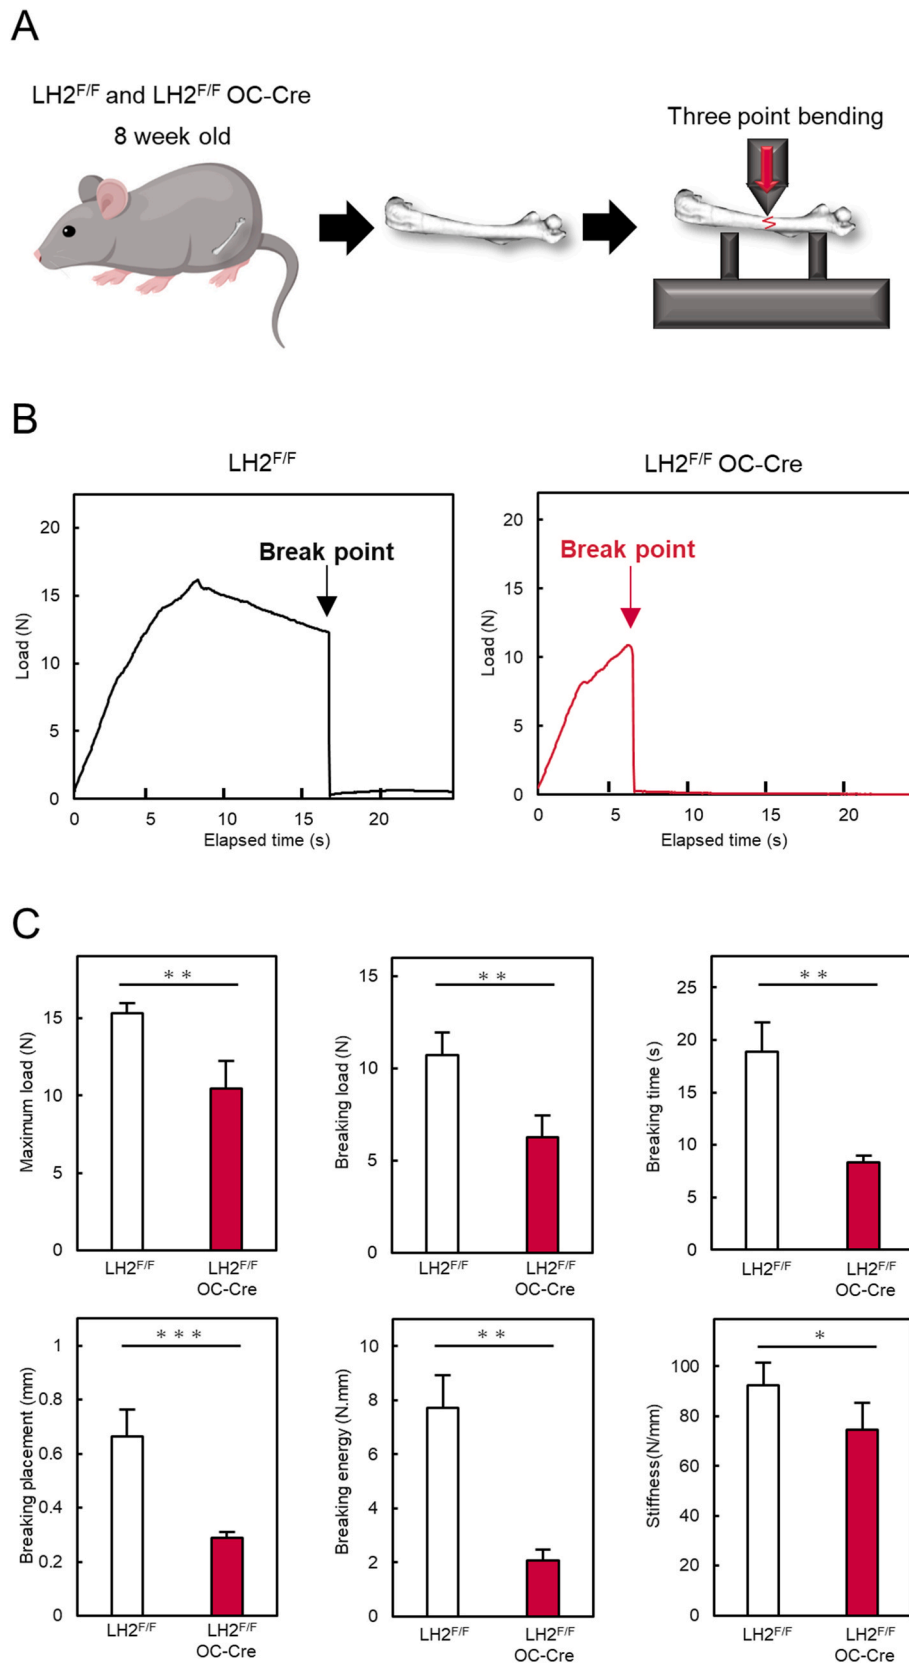 A
LH2F/F and LH2F/F OC-Cre
8 week old
Three point bending
B
LH2F/F
LH2F/F OC-Cre
20
15
10
5
0
Load (N)
Break point
0
5
10
15
20
Elapsed time (s)
20
15
10
5
0
Load (N)
Break point
0
5
10
15
20
Elapsed time (s)
C
Maximum load (N)
15
10
5
0
* *
LH2F/F
LH2F/F
OC-Cre
Breaking load (N)
15
10
5
0
* *
LH2F/F
LH2F/F
OC-Cre
Breaking time (s)
25
20
15
10
5
0
* *
LH2F/F
LH2F/F
OC-Cre
Breaking placement (mm)
1
0.8
0.6
0.4
0.2
0
* * *
LH2F/F
LH2F/F
OC-Cre
Breaking energy (N.mm)
10
8
6
4
2
0
* *
LH2F/F
LH2F/F
OC-Cre
Stiffness(N/mm)
100
80
60
40
20
0
*
LH2F/F
LH2F/F
OC-Cre